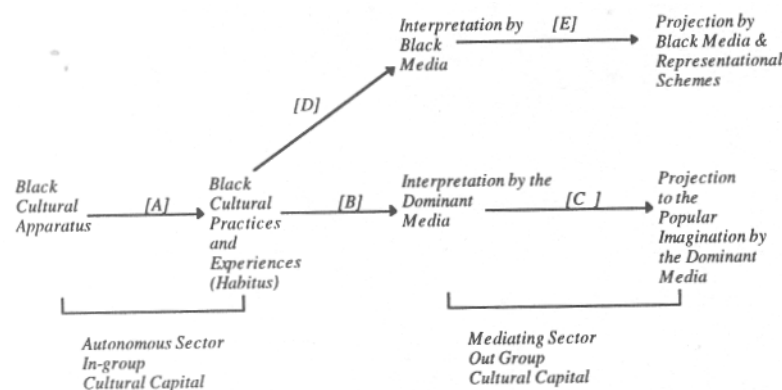 Interpretation by
Black
Media
[E]
Projection by
Black Media &
Representational
Schemes
[D]
Black
Cultural
Apparatus
[A]
Black
Cultural
Practices
and
Experiences
(Habitus)
[B]
Interpretation by the
Dominant
Media
[C ]
Projection
to the
Popular
Imagination by
the Dominant
Media
Autonomous Sector
In-group
Cultural Capital
Mediating Sector
Out Group
Cultural Capital